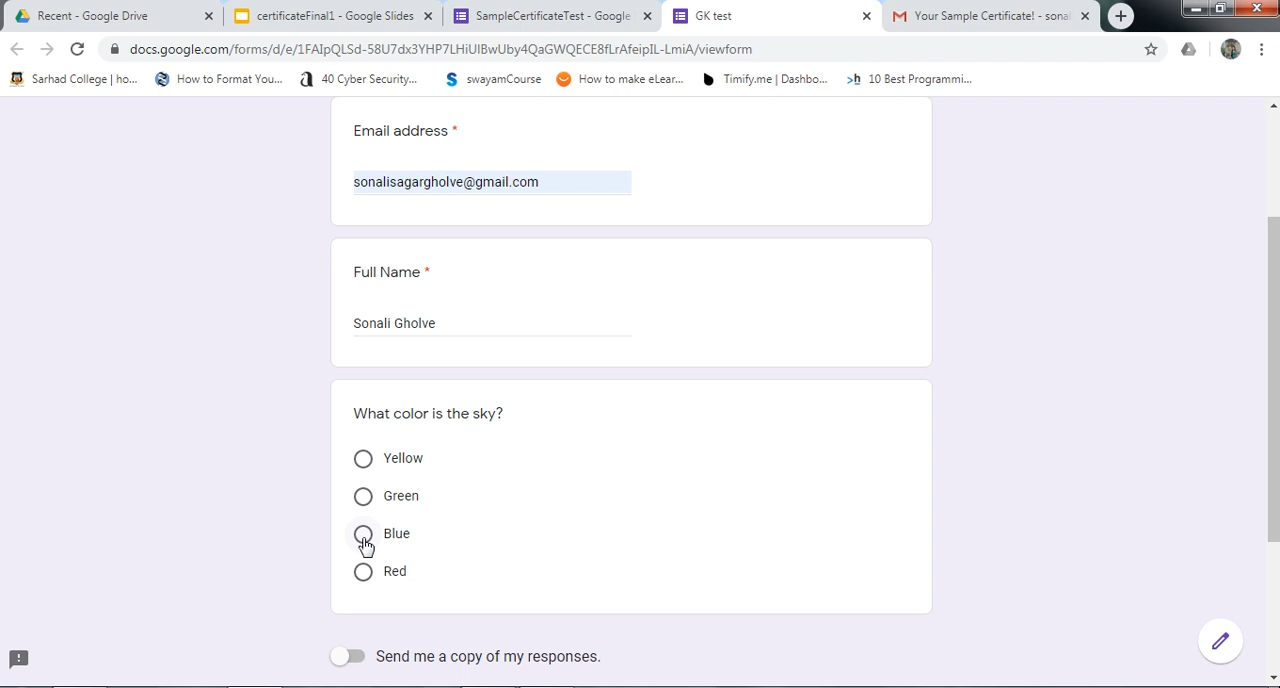 Recent - Google Drive
certificateFinal1 - Google Slides
SampleCertificateTest - Google
GK test
Your Sample Certificate! - sona
docs.google.com/forms/d/e/1FAIpQLSd-58U7dx3YHP7LHiUIBwUby4QaGWQECE8fLrAfeipIL-LmiA/viewform
Sarhad College | ho...
How to Format You...
40 Cyber Security...
swayamCourse
How to make eLear...
Timify.me | Dashbo...
10 Best Programmi...
Email address *
sonalisagargholve@gmail.com
Full Name *
Sonali Gholve
What color is the sky?
Yellow
Green
Blue
Red
Send me a copy of my responses.